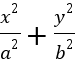 x²/a² + y²/b²